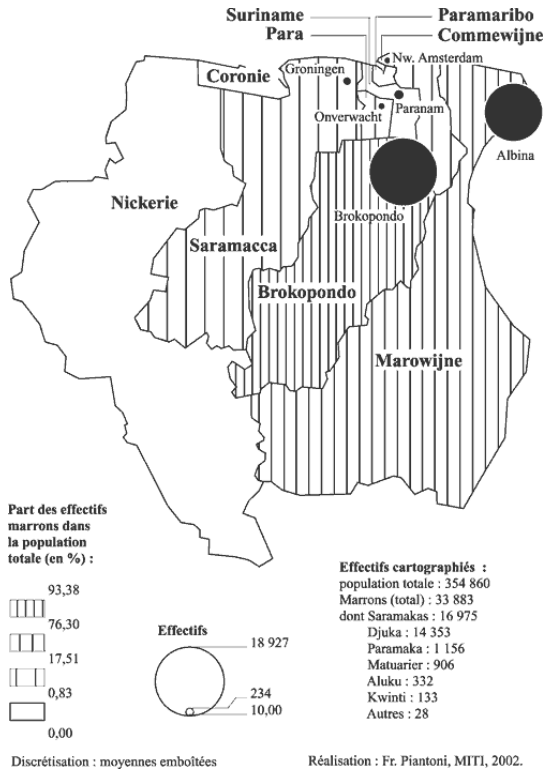 Suriname
Paramaribo
Para
Commewijne
Nw. Amsterdam
Coronie
Groningen
Paranam
Onverwacht
Albina
Nickerie
Brokopondo
Saramacca
Brokopondo
Marowijne
Part des effectifs
marrons dans
la population
totale (en %) :
93,38
76,30
17,51
0,83
0,00
Effectifs
18 927
234
10,00
Effectifs cartographiés :
population totale : 354 860
Marrons (total) : 33 883
dont Saramakas : 16 975
Djuka : 14 353
Paramaka : 1 156
Matuarier : 906
Aluku : 332
Kwinti : 133
Autres : 28
Discrétisation : moyennes emboîtées
Réalisation : Fr. Piantoni, MITI, 2002.